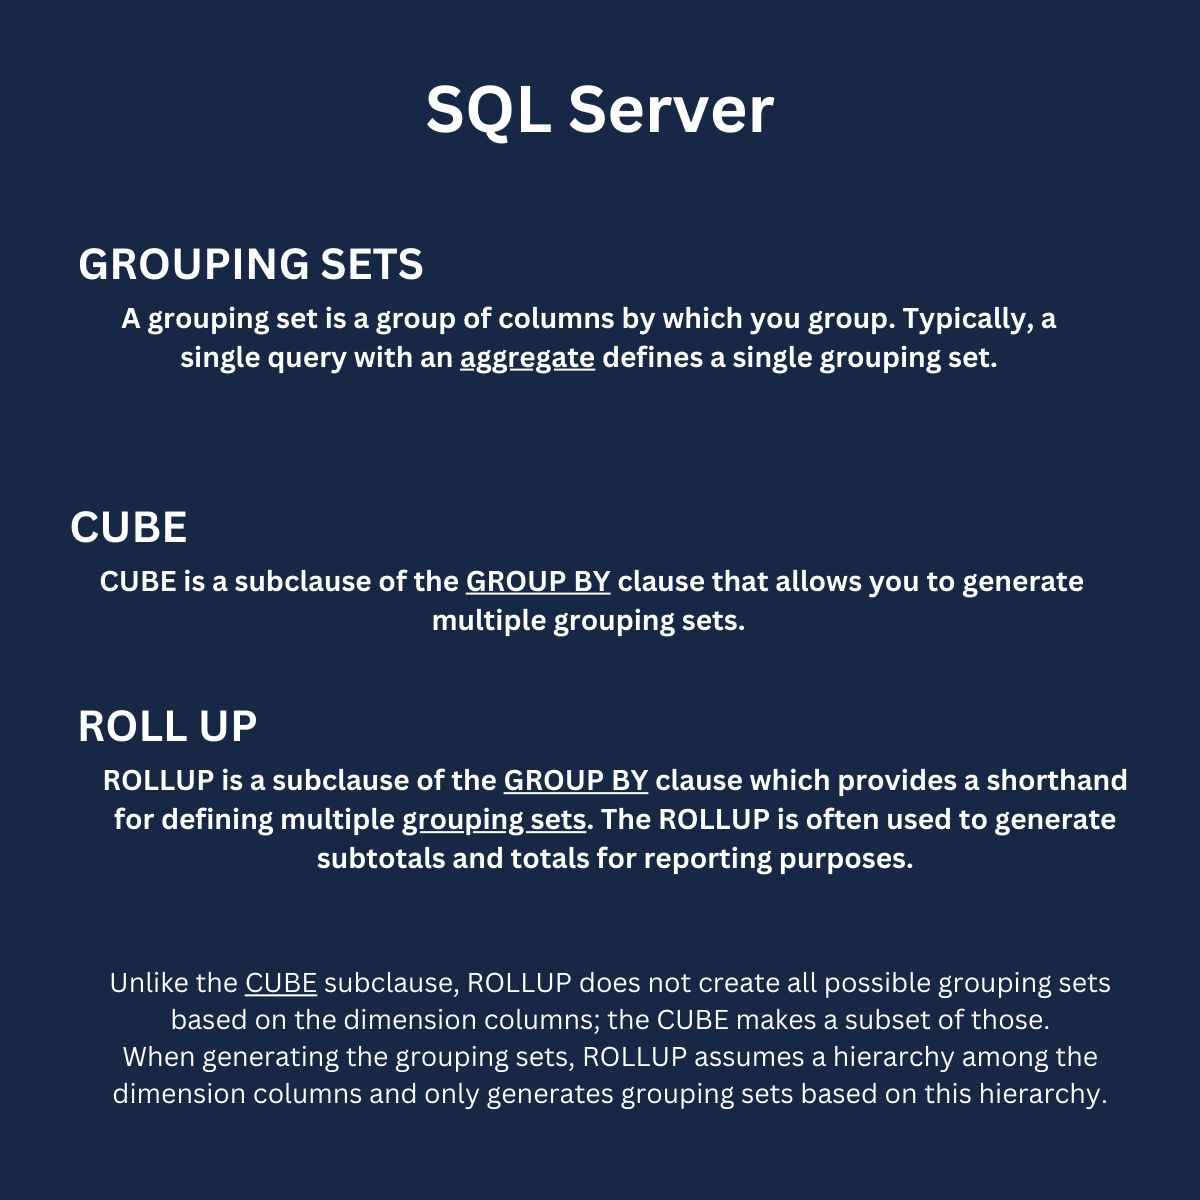 SQL Server
GROUPING SETS
A grouping set is a group of columns by which you group. Typically, a
single query with an aggregate defines a single grouping set.
CUBE
CUBE is a subclause of the GROUP BY clause that allows you to generate
multiple grouping sets.
ROLL UP
ROLLUP is a subclause of the GROUP BY clause which provides a shorthand
for defining multiple grouping sets. The ROLLUP is often used to generate
subtotals and totals for reporting purposes.
Unlike the CUBE subclause, ROLLUP does not create all possible grouping sets
based on the dimension columns; the CUBE makes a subset of those.
When generating the grouping sets, ROLLUP assumes a hierarchy among the
dimension columns and only generates grouping sets based on this hierarchy.